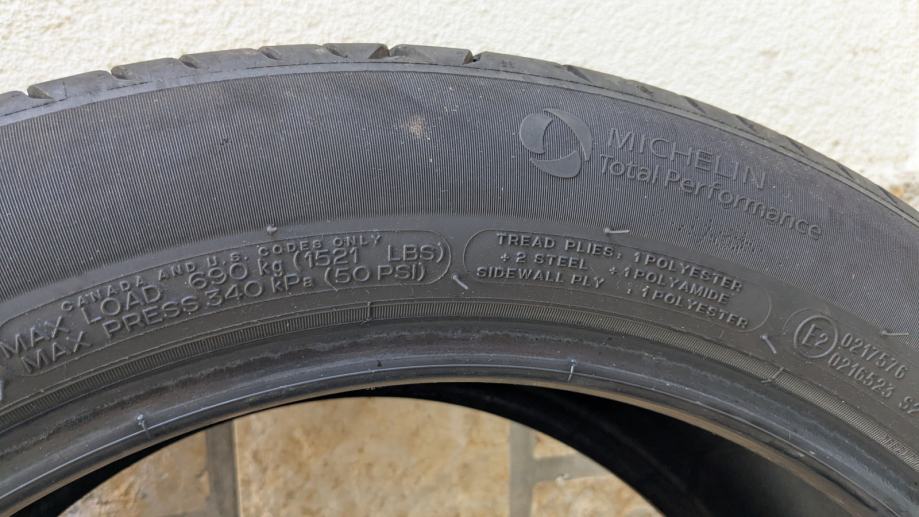 MICHELIN
Total Performance
CANADA AND U.S. CODES ONLY
MAX LOAD 690 kg (1521 LBS)
MAX PRESS 340 kPa (50 PSI)
TREAD PLIES: 1 POLYESTER
+ 2 STEEL + 1 POLYAMIDE
SIDEWALL PLY : 1 POLYESTER
E2
0217576
0216523